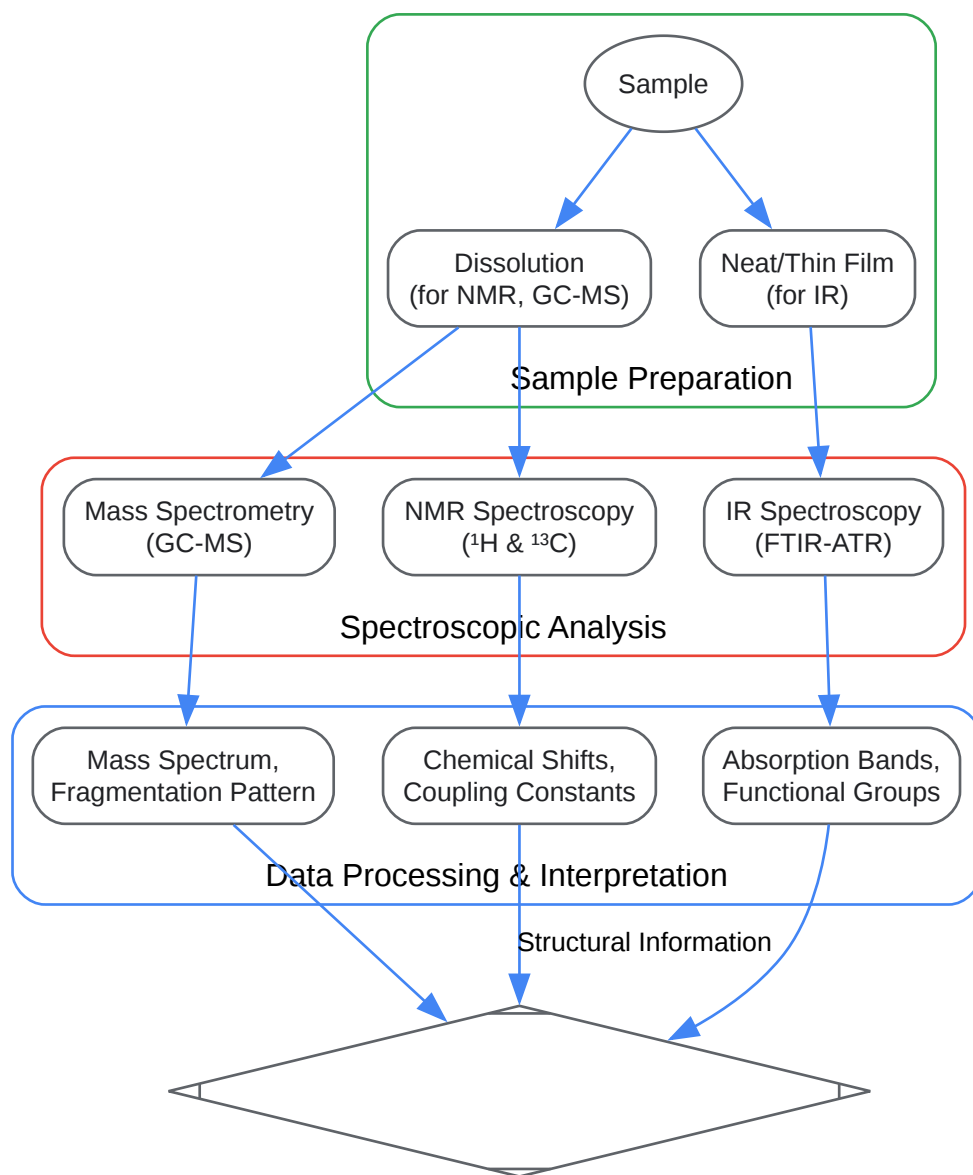 Sample
Dissolution
(for NMR, GC-MS)
Neat/Thin Film
(for IR)
Sample Preparation
Mass Spectrometry
(GC-MS)
NMR Spectroscopy
(¹H & ¹³C)
IR Spectroscopy
(FTIR-ATR)
Spectroscopic Analysis
Mass Spectrum,
Fragmentation Pattern
Chemical Shifts,
Coupling Constants
Absorption Bands,
Functional Groups
Data Processing & Interpretation
Structural Information